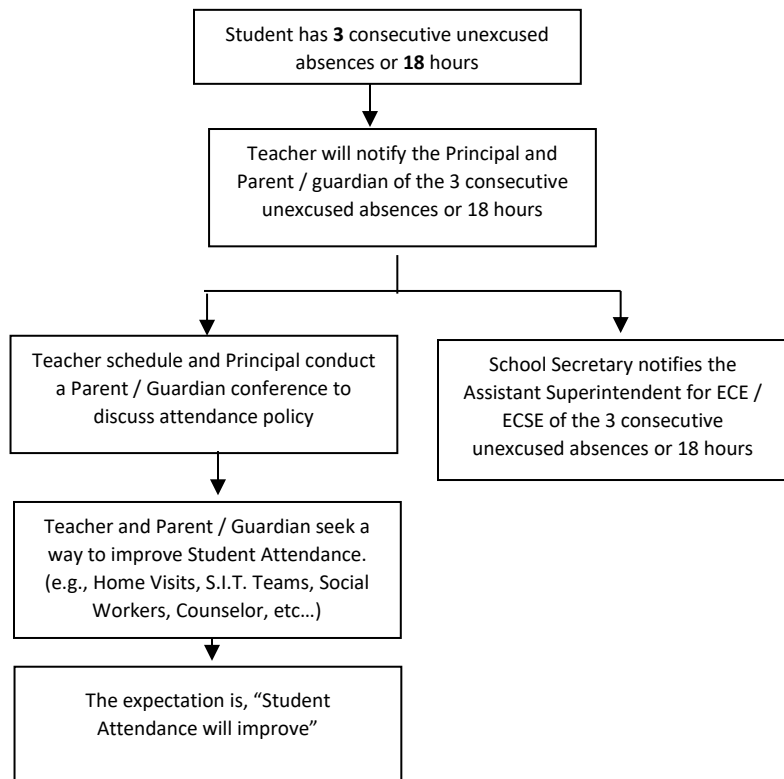 Student has 3 consecutive unexcused
absences or 18 hours
Teacher will notify the Principal and
Parent / guardian of the 3 consecutive
unexcused absences or 18 hours
Teacher schedule and Principal conduct
a Parent / Guardian conference to
discuss attendance policy
School Secretary notifies the
Assistant Superintendent for ECE /
ECSE of the 3 consecutive
unexcused absences or 18 hours
Teacher and Parent / Guardian seek a
way to improve Student Attendance.
(e.g., Home Visits, S.I.T. Teams, Social
Workers, Counselor, etc…)
The expectation is, “Student
Attendance will improve”